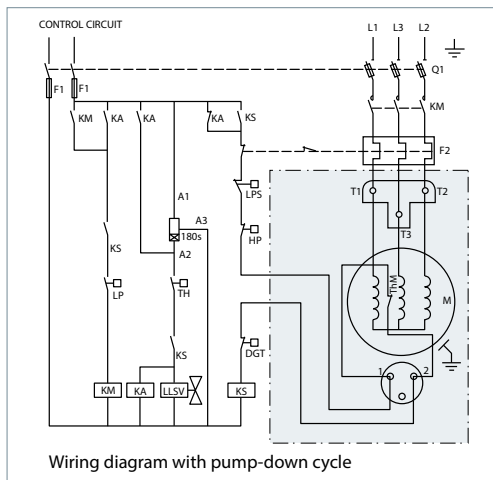 CONTROL CIRCUIT
L1 L3 L2
F1 F1
Q1
KM KA KA KA KS
KM
F2
A1
A3
LPS
T1 T2
T3
180s
HP
A2
KS
LP
TH
ThM
M
KS
DGT
1 2
KM KA LLSV KS
Wiring diagram with pump-down cycle